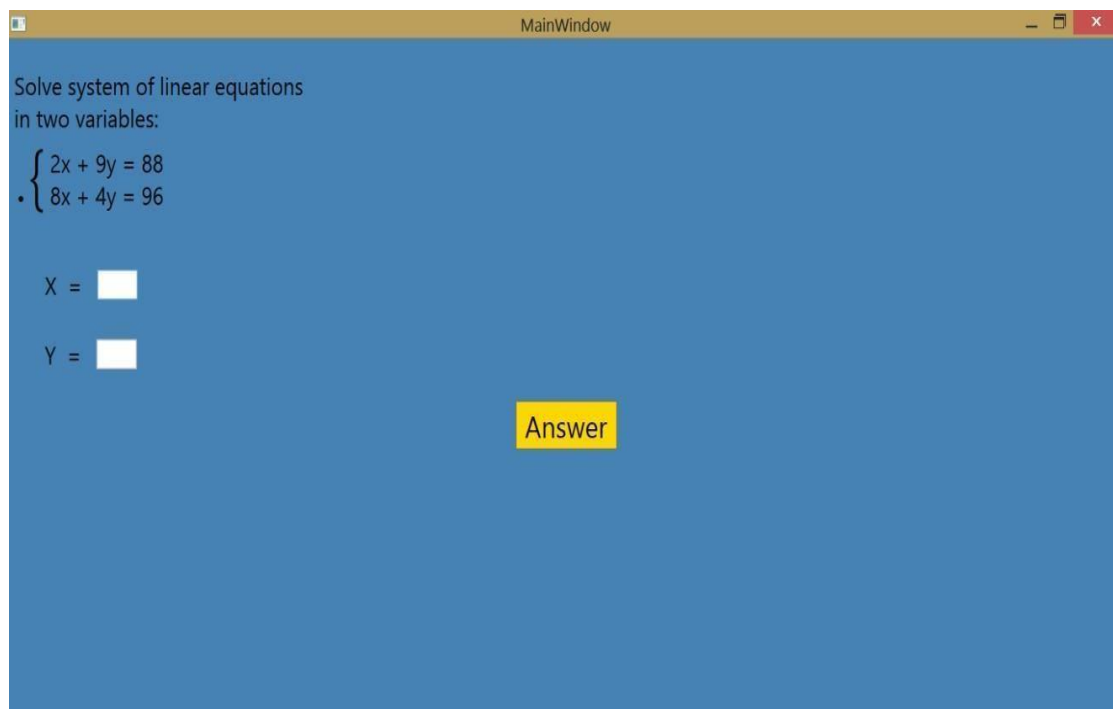 MainWindow
Solve system of linear equations
in two variables:
2x + 9y = 88
8x + 4y = 96
X =
Y =
Answer